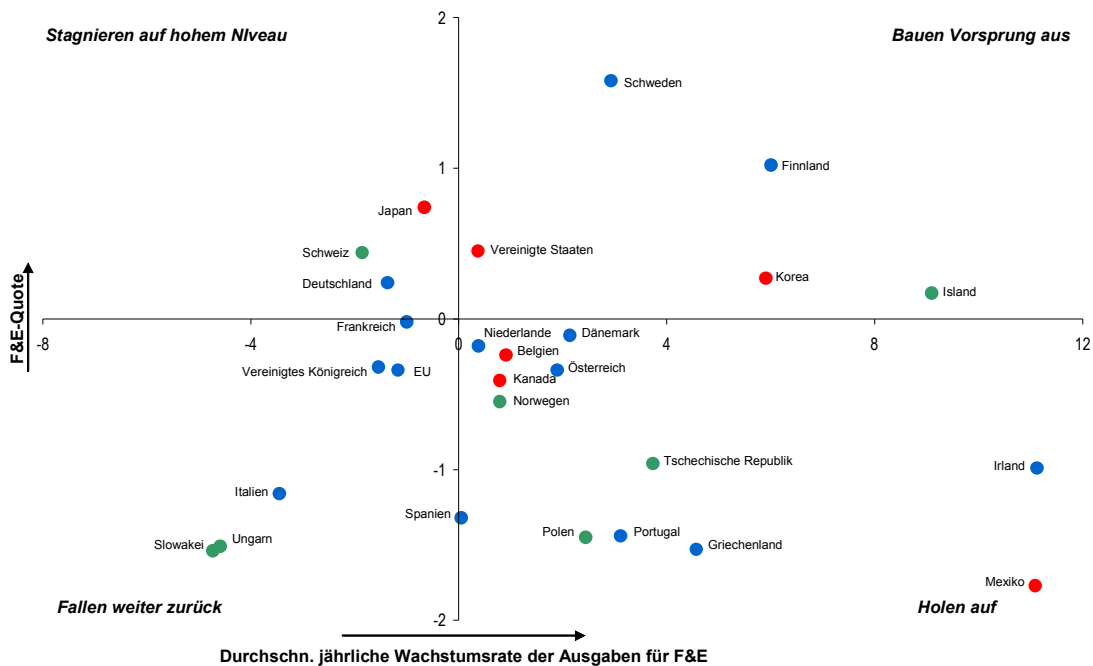 2
Stagnieren auf hohem NIveau
Bauen Vorsprung aus
Schweden
Finnland
1
Japan
Schweiz
Vereinigte Staaten
Deutschland
Korea
Island
Frankreich
0
Niederlande
Dänemark
-8
-4
0
4
8
12
Belgien
Vereinigtes Königreich
EU
Kanada
Österreich
Norwegen
F&E-Quote
-1
Tschechische Republik
Irland
Italien
Spanien
Slowakei
Ungarn
Polen
Portugal
Griechenland
Mexiko
Fallen weiter zurück
Holen auf
-2
Durchschn. jährliche Wachstumsrate der Ausgaben für F&E